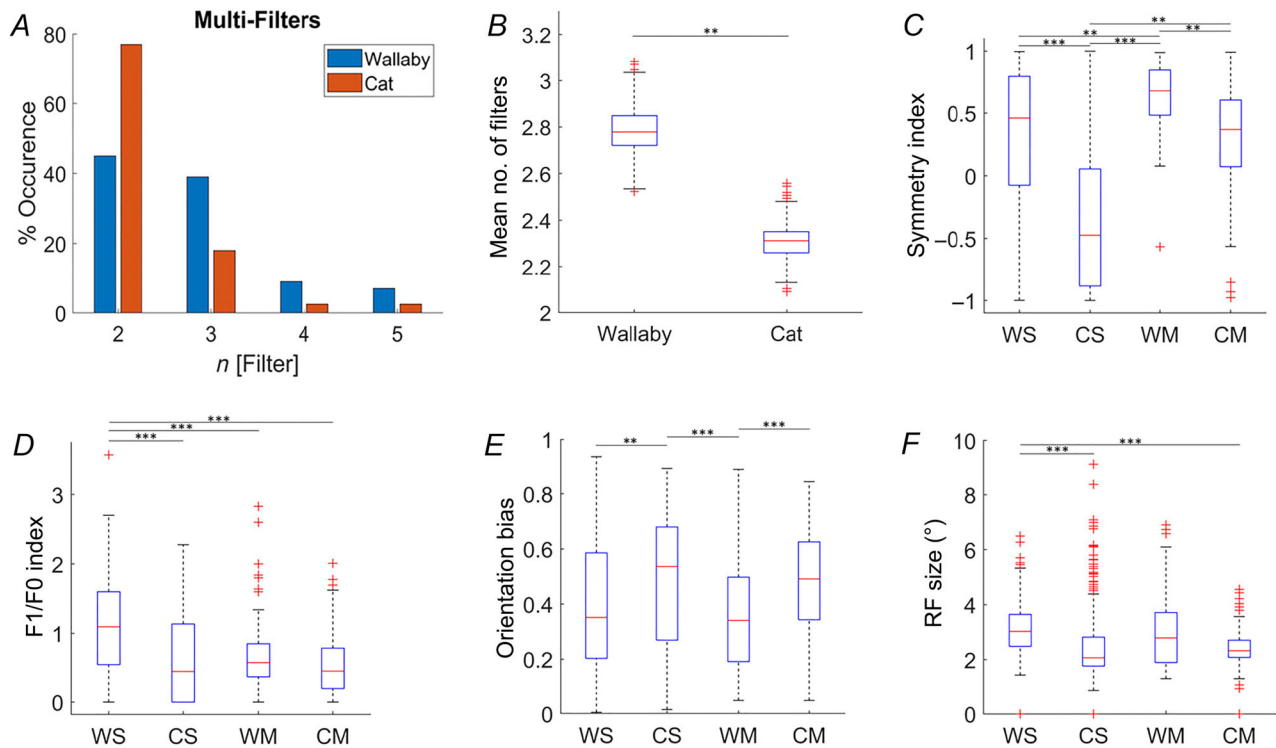 A
Multi-Filters
Wallaby
Cat
80
60
40
20
0
% Occurence
2 3 4 5
n [Filter]
B
**
3.2
3
2.8
2.6
2.4
2.2
2
Mean no. of filters
Wallaby Cat
C
**
** **
*** ***
1
0.5
0
−0.5
−1
Symmetry index
WS CS WM CM
D
***
***
***
3
2
1
0
F1/F0 index
WS CS WM CM
E
** *** ***
1
0.8
0.6
0.4
0.2
0
Orientation bias
WS CS WM CM
F
***
***
10
8
6
4
2
0
RF size (°)
WS CS WM CM